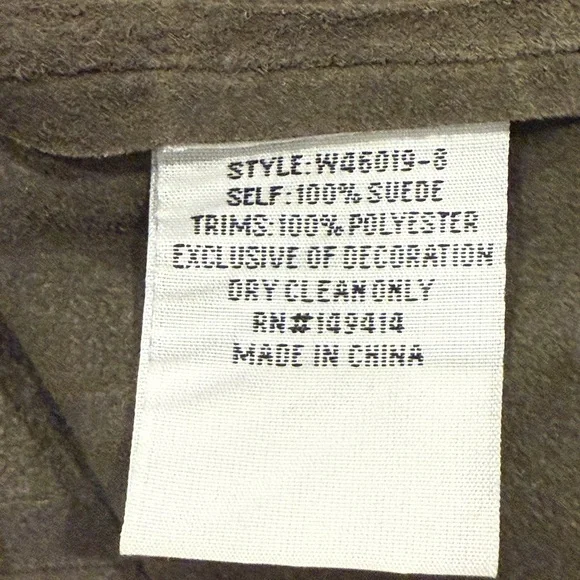 STYLE:W46019-8
SELF:100% SUEDE
TRIMS:100% POLYESTER
EXCLUSIVE OF DECORATION
DRY CLEAN ONLY
RN#149414
MADE IN CHINA